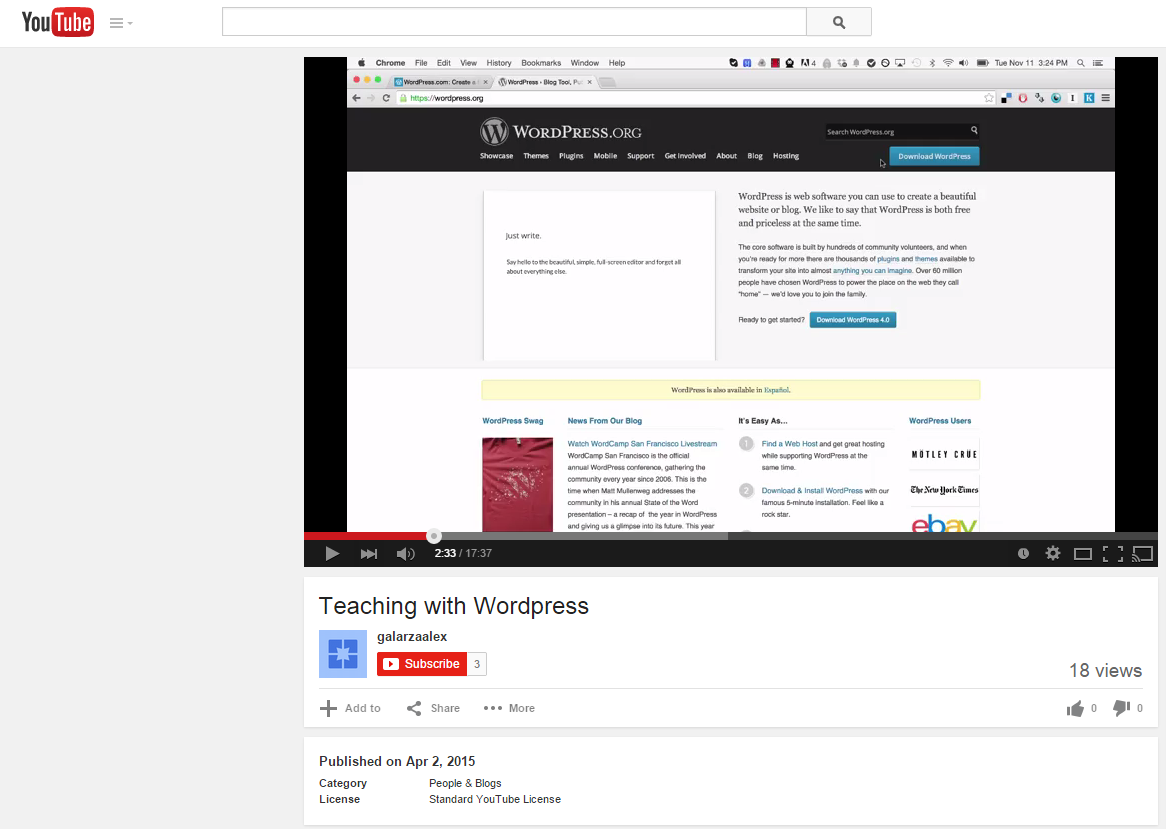 YouTube
Chrome File Edit View History Bookmarks Window Help
4
Tue Nov 11 3:24 PM
WordPress.com: Create a
WordPress › Blog Tool, Pu
https://wordpress.org
WORDPRESS.ORG
Search WordPress.org
Showcase Themes Plugins Mobile Support Get Involved About Blog Hosting
Download WordPress
Just write.
Say hello to the beautiful, simple, full-screen editor and forget all
about everything else.
WordPress is web software you can use to create a beautiful
website or blog. We like to say that WordPress is both free
and priceless at the same time.
The core software is built by hundreds of community volunteers, and when
you're ready for more there are thousands of plugins and themes available to
transform your site into almost anything you can imagine. Over 60 million
people have chosen WordPress to power the place on the web they call
"home" — we'd love you to join the family.
Ready to get started? Download WordPress 4.0
WordPress is also available in Español.
WordPress Swag
News From Our Blog
Watch WordCamp San Francisco Livestream
WordCamp San Francisco is the official
annual WordPress conference, gathering the
community every year since 2006. This is the
time when Matt Mullenweg addresses the
community in his annual State of the Word
presentation – a recap of the year in WordPress
and giving us a glimpse into its future. This year
It's Easy As...
1 Find a Web Host and get great hosting
while supporting WordPress at the
same time.
2 Download & Install WordPress with our
famous 5-minute installation. Feel like a
rock star.
WordPress Users
MÖTLEY CRÜE
The New York Times
ebay
2:33 / 17:37
Teaching with Wordpress
galarzaalex
Subscribe 3
18 views
Add to Share More
0 0
Published on Apr 2, 2015
Category People & Blogs
License Standard YouTube License